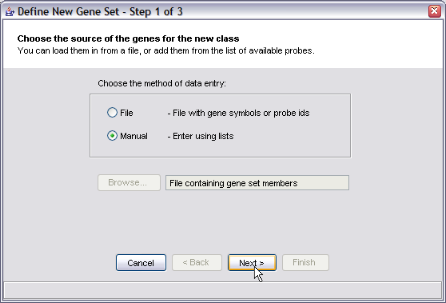 Define New Gene Set - Step 1 of 3
Choose the source of the genes for the new class
You can load them in from a file, or add them from the list of available probes.
Choose the method of data entry:
File - File with gene symbols or probe ids
Manual - Enter using lists
Browse... File containing gene set members
Cancel < Back Next > Finish